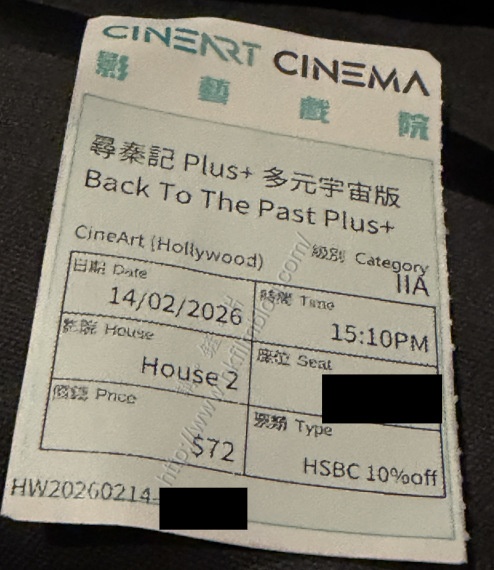 CINEART CINEMA
影藝戲院
尋秦記 Plus+ 多元宇宙版
Back To The Past Plus+
CineArt (Hollywood)
級別 Category
IIA
日期 Date
14/02/2026
時間 Time
15:10PM
影院 House
House 2
座位 Seat
價錢 Price
$72
票類 Type
HSBC 10%off
HW20260214-